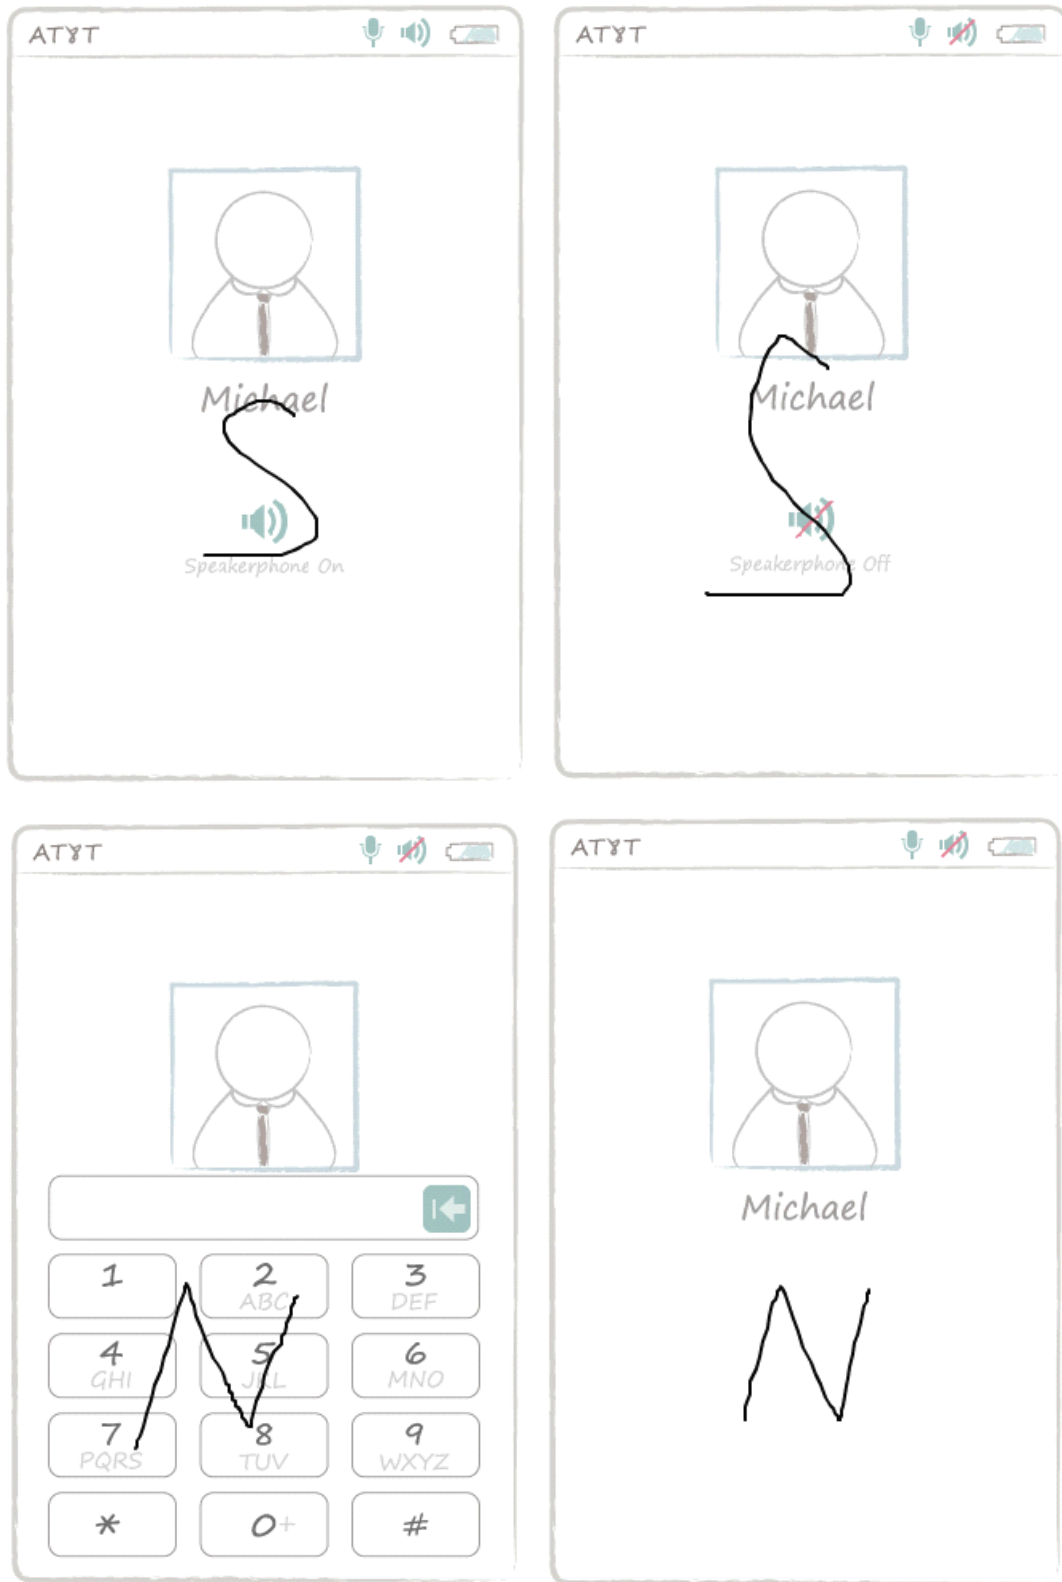 AT&T
Michael
S
Speakerphone On
AT&T
Michael
S
Speakerphone Off
AT&T
1
2
ABC
3
DEF
4
GHI
5
JKL
6
MNO
7
PQRS
8
TUV
9
WXYZ
*
0+
#
N
AT&T
Michael
N